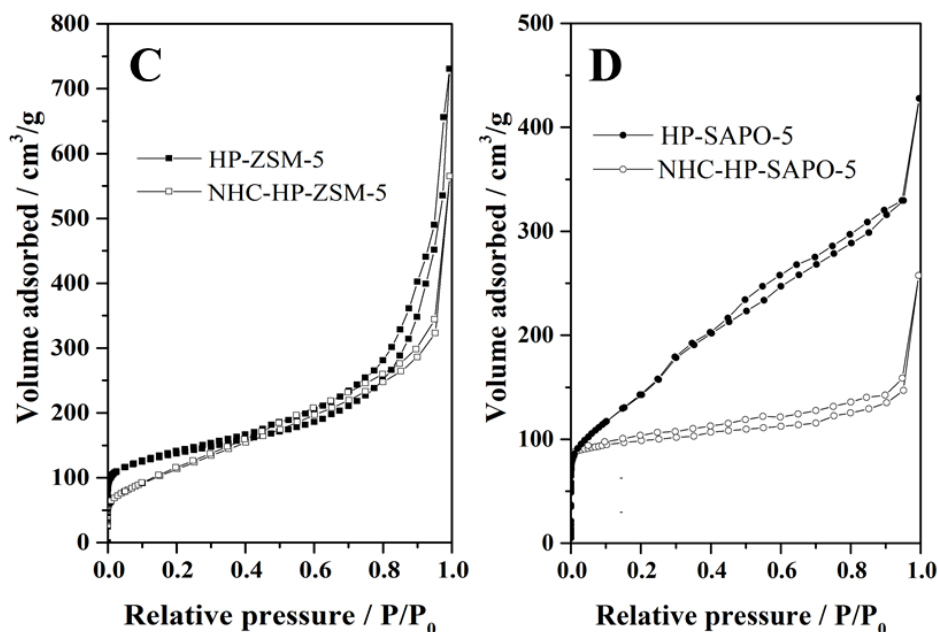 C
HP-ZSM-5
NHC-HP-ZSM-5
800
700
600
500
400
300
200
100
0
Volume adsorbed / cm³/g
0.0 0.2 0.4 0.6 0.8 1.0
Relative pressure / P/P₀
D
HP-SAPO-5
NHC-HP-SAPO-5
500
400
300
200
100
0
Volume adsorbed / cm³/g
0.0 0.2 0.4 0.6 0.8 1.0
Relative pressure / P/P₀